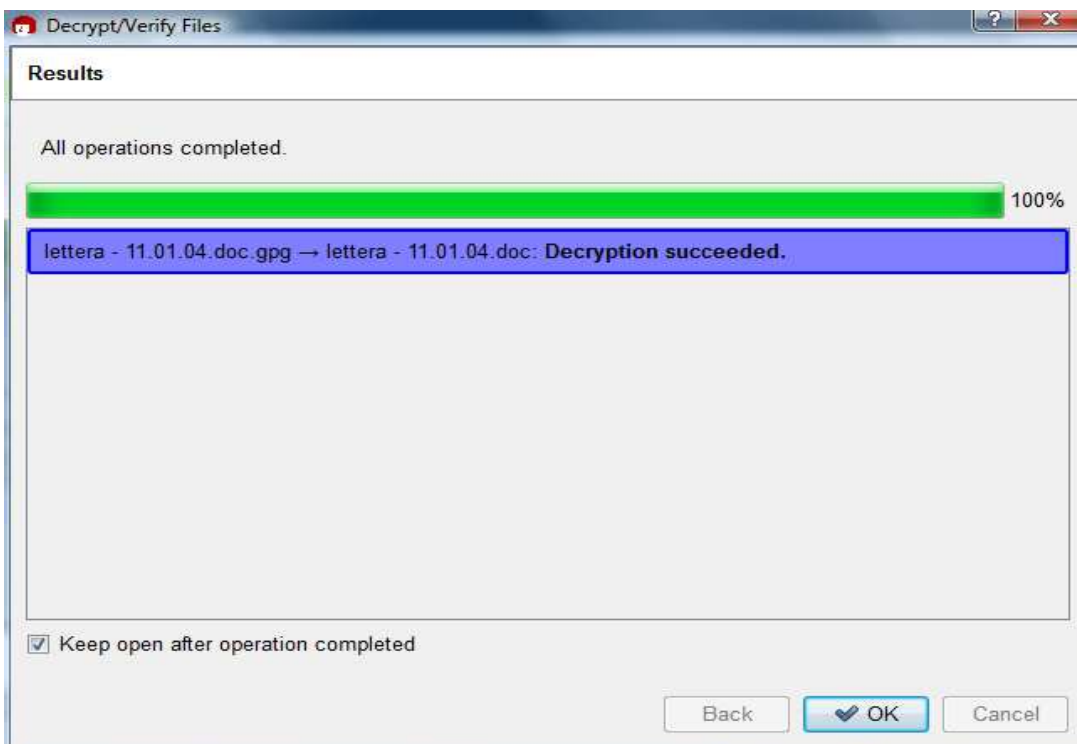 Decrypt/Verify Files
Results
All operations completed.
100%
lettera - 11.01.04.doc.gpg → lettera - 11.01.04.doc: Decryption succeeded.
Keep open after operation completed
Back
OK
Cancel